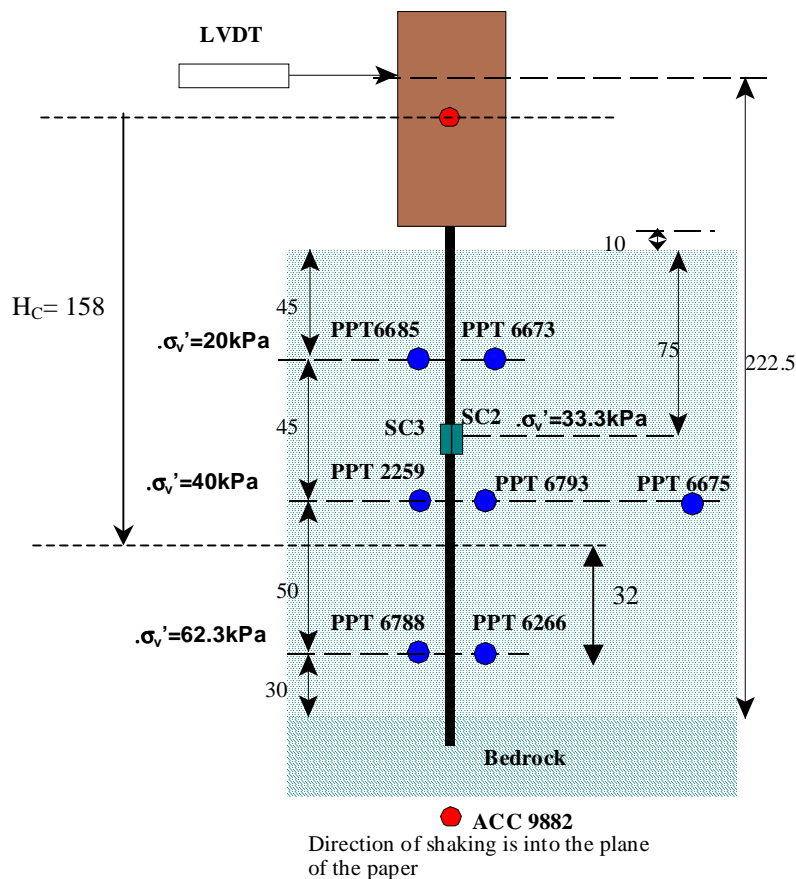 LVDT
10
H_C= 158
45
PPT6685
PPT 6673
75
222.5
.σ_v'=20kPa
45
SC3
SC2
.σ_v'=33.3kPa
PPT 2259
.σ_v'=40kPa
PPT 6793
PPT 6675
50
32
PPT 6788
PPT 6266
.σ_v'=62.3kPa
30
Bedrock
ACC 9882
Direction of shaking is into the plane
of the paper